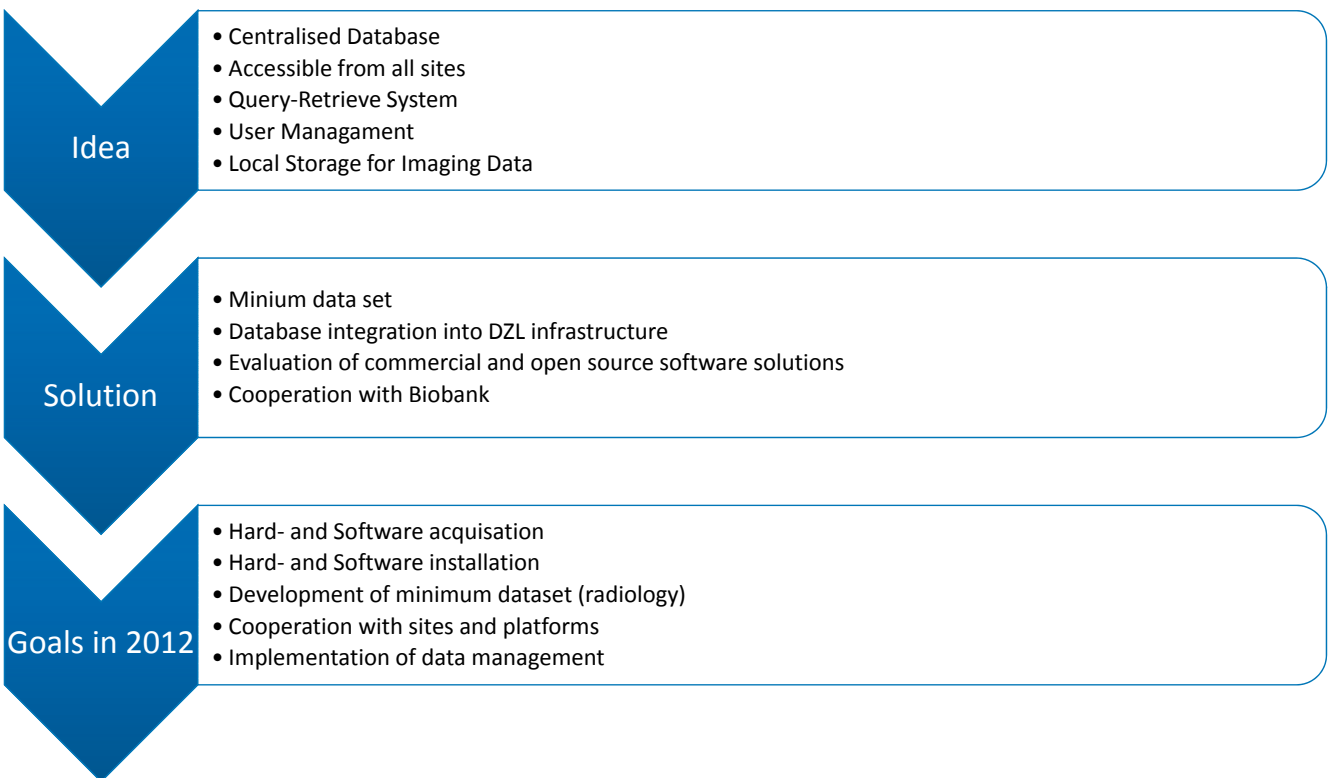 Idea
• Centralised Database
• Accessible from all sites
• Query-Retrieve System
• User Managament
• Local Storage for Imaging Data
Solution
• Minium data set
• Database integration into DZL infrastructure
• Evaluation of commercial and open source software solutions
• Cooperation with Biobank
Goals in 2012
• Hard- and Software acquisation
• Hard- and Software installation
• Development of minimum dataset (radiology)
• Cooperation with sites and platforms
• Implementation of data management